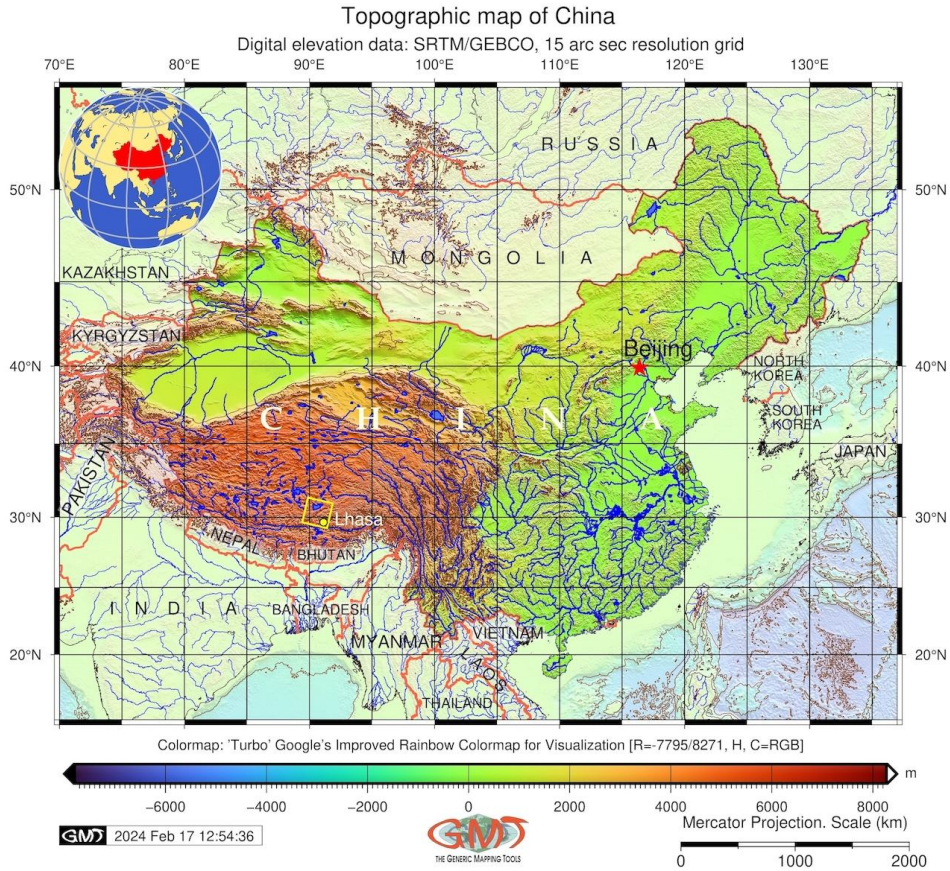 Topographic map of China
Digital elevation data: SRTM/GEBCO, 15 arc sec resolution grid
70°E 80°E 90°E 100°E 110°E 120°E 130°E
RUSSIA
50°N 50°N
MONGOLIA
KAZAKHSTAN
KYRGYZSTAN
Beijing
40°N 40°N
NORTH
KOREA
CHINA
SOUTH
KOREA
JAPAN
PAKISTAN
30°N 30°N
Lhasa
NEPAL
BHUTAN
INDIA
BANGLADESH
MYANMAR
VIETNAM
LAOS
20°N 20°N
THAILAND
Colormap: 'Turbo' Google's Improved Rainbow Colormap for Visualization [R=-7795/8271, H, C=RGB]
m
−6000 −4000 −2000 0 2000 4000 6000 8000
GMT 2024 Feb 17 12:54:36
GMT
THE GENERIC MAPPING TOOLS
Mercator Projection. Scale (km)
0 1000 2000